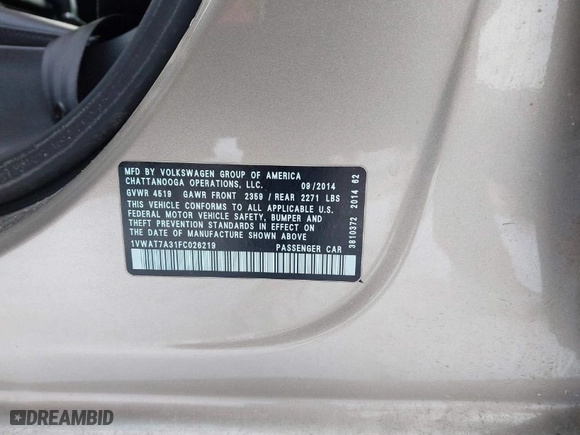 MFD BY VOLKSWAGEN GROUP OF AMERICA
CHATTANOOGA OPERATIONS, LLC. 09/2014
GVWR 4519 GAWR FRONT 2359 / REAR 2271 LBS
THIS VEHICLE CONFORMS TO ALL APPLICABLE U.S.
FEDERAL MOTOR VEHICLE SAFETY, BUMPER AND
THEFT PREVENTION STANDARDS IN EFFECT ON
THE DATE OF MANUFACTURE SHOWN ABOVE
1VWAT7A31FC026219 PASSENGER CAR
3810372 2014 62
DREAMBID